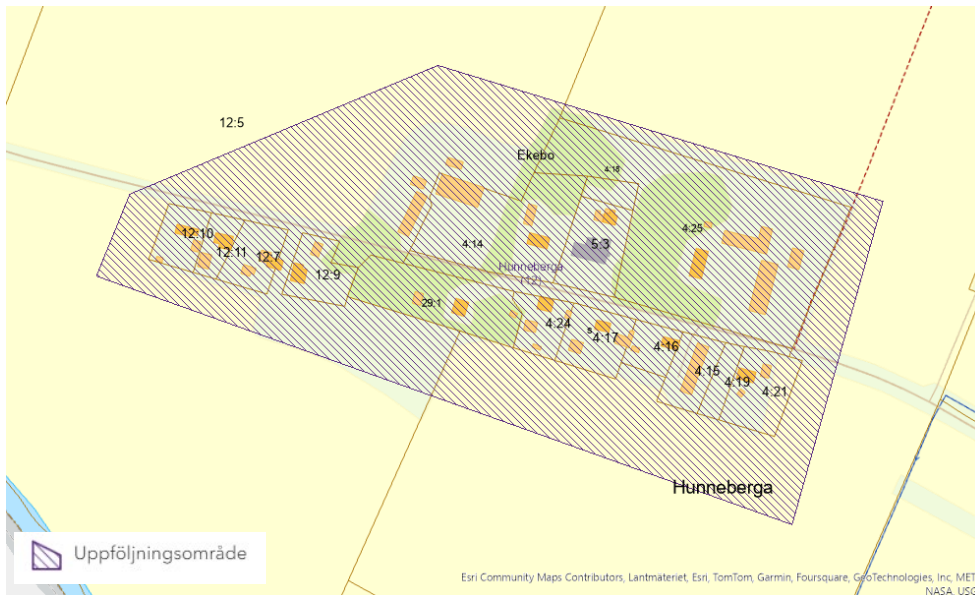 12:5
Ekebo
4:18
12:10
12:11
12:7
12:9
4:14
5:3
4:25
Hunneberga
(12)
29:1
4:24
s
4:17
4:16
4:15
4:19
4:21
Hunneberga
Uppföljningsområde
Esri Community Maps Contributors, Lantmäteriet, Esri, TomTom, Garmin, Foursquare, GeoTechnologies, Inc, MET
NASA, USG